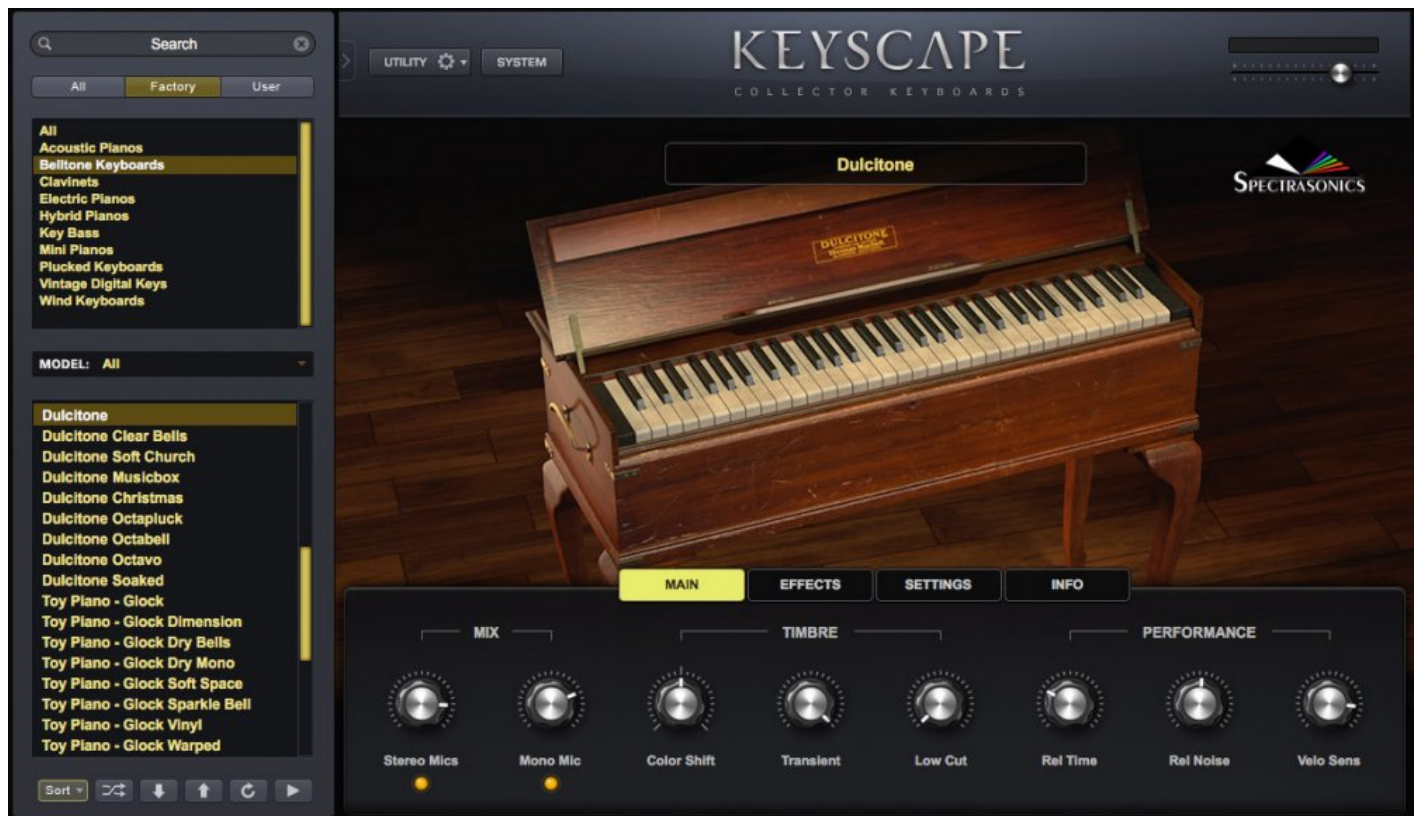 Search
All Factory User
All
Acoustic Pianos
Belltone Keyboards
Clavinets
Electric Pianos
Hybrid Pianos
Key Bass
Mini Pianos
Plucked Keyboards
Vintage Digital Keys
Wind Keyboards
MODEL: All
Dulcitone
Dulcitone Clear Bells
Dulcitone Soft Church
Dulcitone Musicbox
Dulcitone Christmas
Dulcitone Octapluck
Dulcitone Octabell
Dulcitone Octavo
Dulcitone Soaked
Toy Piano - Glock
Toy Piano - Glock Dimension
Toy Piano - Glock Dry Bells
Toy Piano - Glock Dry Mono
Toy Piano - Glock Soft Space
Toy Piano - Glock Sparkle Bell
Toy Piano - Glock Vinyl
Toy Piano - Glock Warped
Sort
UTILITY SYSTEM
KEYSCAPE
COLLECTOR KEYBOARDS
Dulcitone
SPECTRASONICS
DULCITONE
MAIN EFFECTS SETTINGS INFO
MIX TIMBRE PERFORMANCE
Stereo Mics Mono Mic Color Shift Transient Low Cut Rel Time Rel Noise Velo Sens